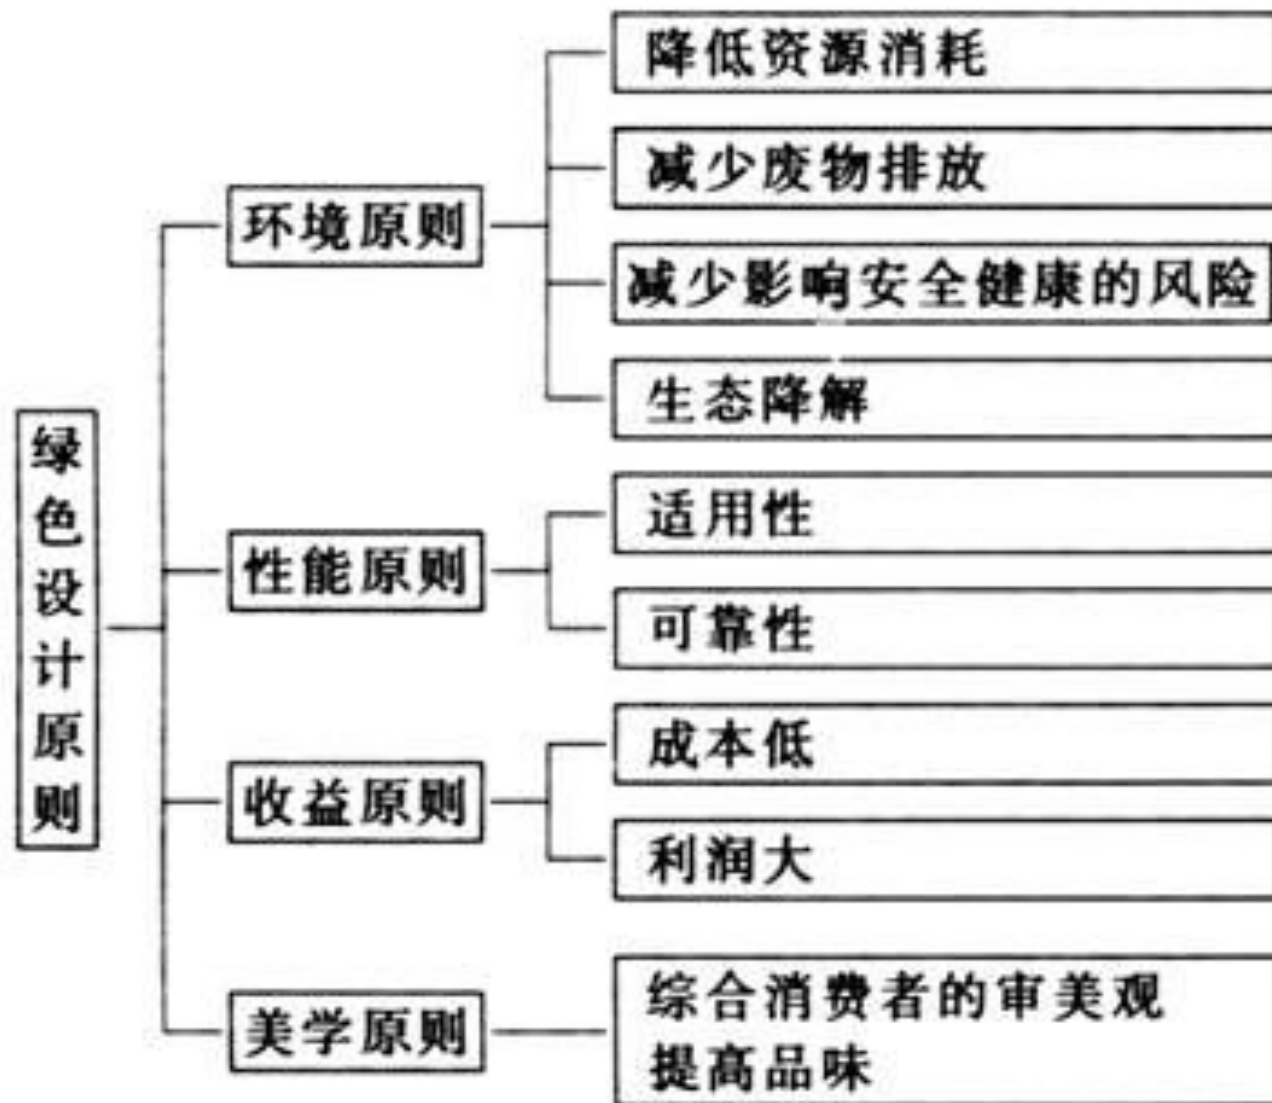 绿色设计原则
环境原则
降低资源消耗
减少废物排放
减少影响安全健康的风险
生态降解
性能原则
适用性
可靠性
收益原则
成本低
利润大
美学原则
综合消费者的审美观
提高品味